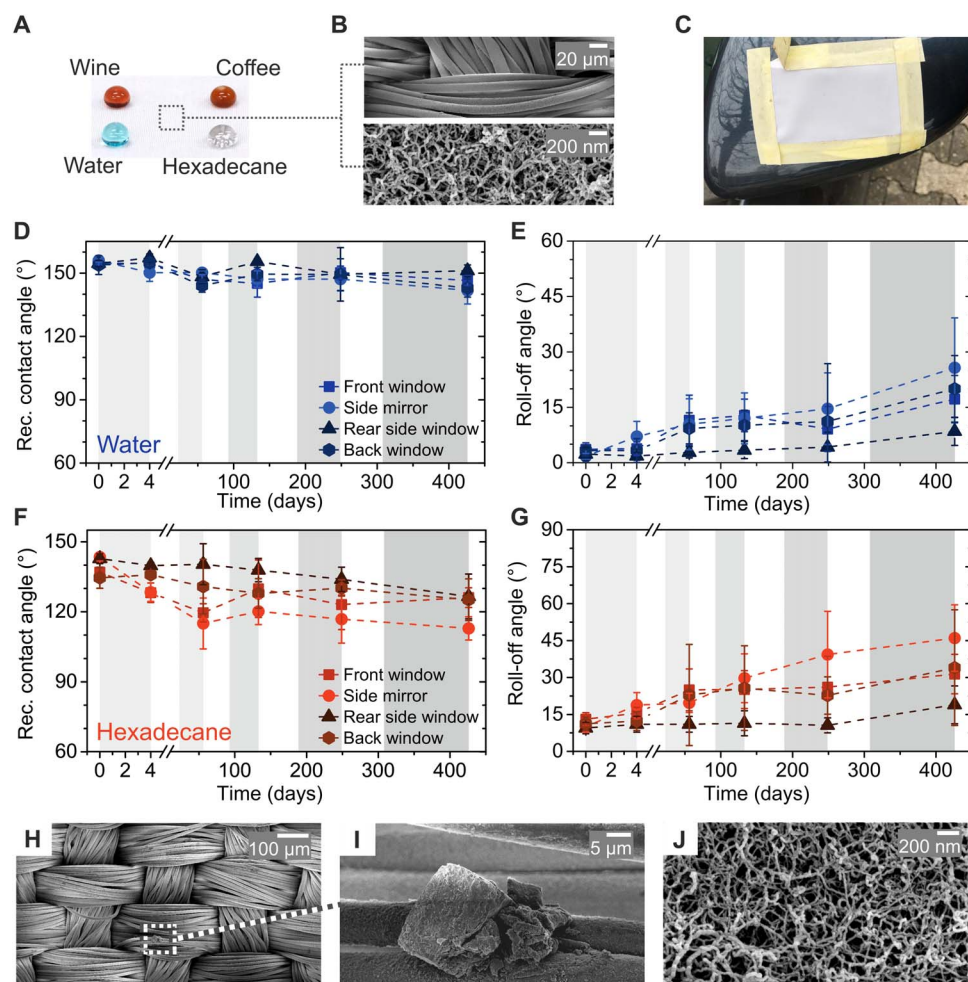 A
Wine
Coffee
Water
Hexadecane
B
20 µm
200 nm
C
D
Rec. contact angle (°)
150
120
90
60
Water
Front window
Side mirror
Rear side window
Back window
0 2 4 100 200 300 400
Time (days)
E
Roll-off angle (°)
60
45
30
15
0
0 2 4 100 200 300 400
Time (days)
F
Rec. contact angle (°)
150
120
90
60
Hexadecane
Front window
Side mirror
Rear side window
Back window
0 2 4 100 200 300 400
Time (days)
G
Roll-off angle (°)
90
75
60
45
30
15
0
0 2 4 100 200 300 400
Time (days)
H
100 µm
I
5 µm
J
200 nm